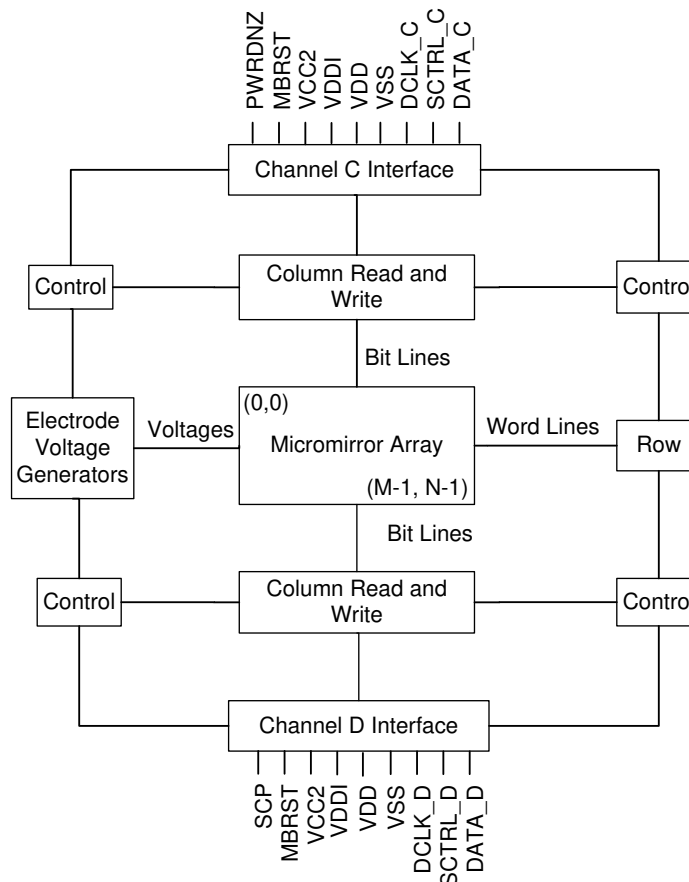 PWRDNZ
MBRST
VCC2
VDDI
VDD
VSS
DCLK_C
SCTRL_C
DATA_C
Channel C Interface
Control
Column Read and
Write
Control
Bit Lines
Electrode
Voltage
Generators
Voltages
(0,0)
Micromirror Array
(M-1, N-1)
Word Lines
Row
Bit Lines
Control
Column Read and
Write
Control
Channel D Interface
SCP
MBRST
VCC2
VDDI
VDD
VSS
DCLK_D
SCTRL_D
DATA_D